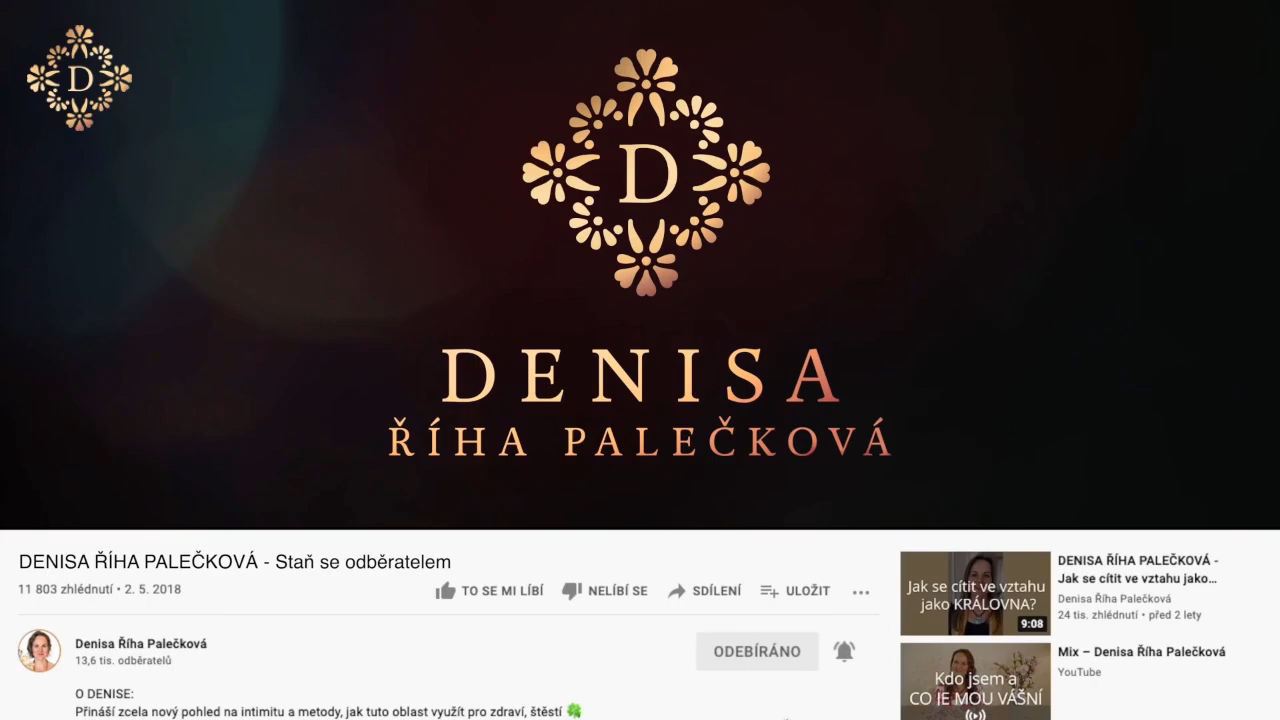 D
D
DENISA
ŘÍHA PALEČKOVÁ
DENISA ŘÍHA PALEČKOVÁ - Staň se odběratelem
11 803 zhlédnutí • 2. 5. 2018
TO SE MI LÍBÍ
NELÍBÍ SE
SDÍLENÍ
ULOŽIT
Denisa Říha Palečková
13,6 tis. odběratelů
ODEBÍRÁNO
O DENISE:
Přináší zcela nový pohled na intimitu a metody, jak tuto oblast využít pro zdraví, štěstí 🍀
Jak se cítit ve vztahu
jako KRÁLOVNA?
9:08
DENISA ŘÍHA PALEČKOVÁ -
Jak se cítit ve vztahu jako...
Denisa Říha Palečková
24 tis. zhlédnutí • před 2 lety
Kdo jsem a
CO JE MOU VÁŠNÍ
Mix – Denisa Říha Palečková
YouTube